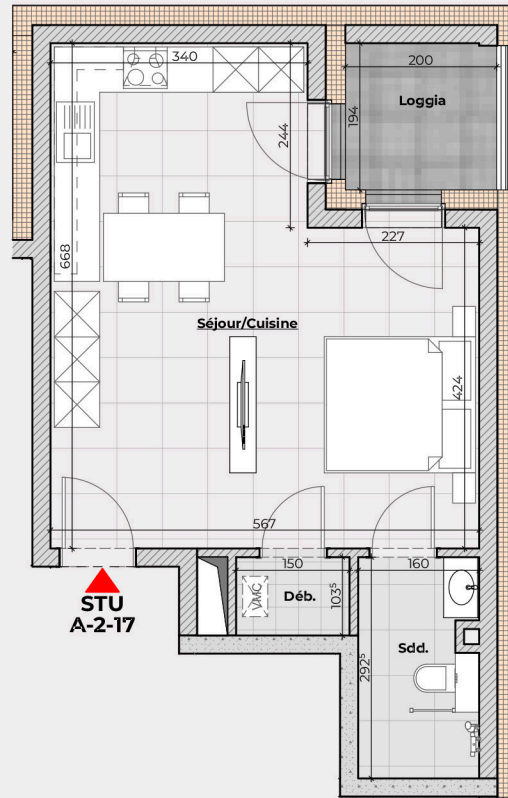 340
200
Loggia
194
244
227
668
Séjour/Cuisine
424
567
150
160
VMC
Déb.
103⁵
STU
A-2-17
Sdd.
292⁵